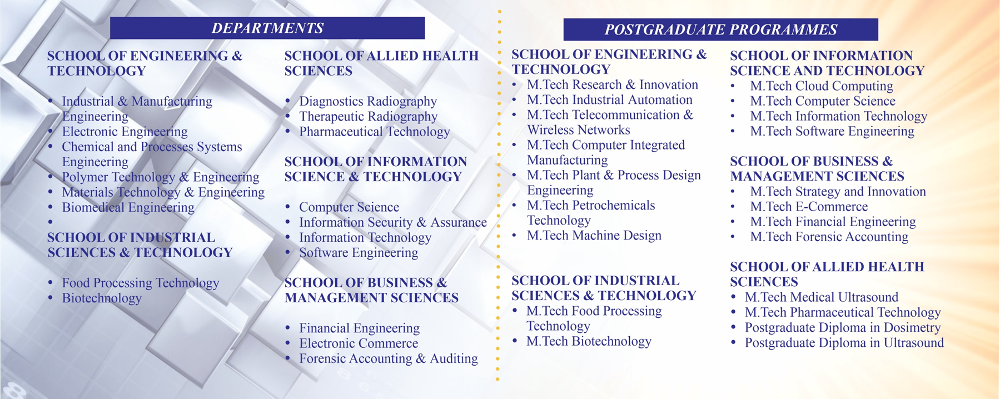 DEPARTMENTS
SCHOOL OF ENGINEERING &
TECHNOLOGY
• Industrial & Manufacturing
Engineering
• Electronic Engineering
• Chemical and Processes Systems
Engineering
• Polymer Technology & Engineering
• Materials Technology & Engineering
• Biomedical Engineering
•
SCHOOL OF INDUSTRIAL
SCIENCES & TECHNOLOGY
• Food Processing Technology
• Biotechnology
SCHOOL OF ALLIED HEALTH
SCIENCES
• Diagnostics Radiography
• Therapeutic Radiography
• Pharmaceutical Technology
SCHOOL OF INFORMATION
SCIENCE & TECHNOLOGY
• Computer Science
• Information Security & Assurance
• Information Technology
• Software Engineering
SCHOOL OF BUSINESS &
MANAGEMENT SCIENCES
• Financial Engineering
• Electronic Commerce
• Forensic Accounting & Auditing
POSTGRADUATE PROGRAMMES
SCHOOL OF ENGINEERING &
TECHNOLOGY
• M.Tech Research & Innovation
• M.Tech Industrial Automation
• M.Tech Telecommunication &
Wireless Networks
• M.Tech Computer Integrated
Manufacturing
• M.Tech Plant & Process Design
Engineering
• M.Tech Petrochemicals
Technology
• M.Tech Machine Design
SCHOOL OF INDUSTRIAL
SCIENCES & TECHNOLOGY
• M.Tech Food Processing
Technology
• M.Tech Biotechnology
SCHOOL OF INFORMATION
SCIENCE AND TECHNOLOGY
• M.Tech Cloud Computing
• M.Tech Computer Science
• M.Tech Information Technology
• M.Tech Software Engineering
SCHOOL OF BUSINESS &
MANAGEMENT SCIENCES
• M.Tech Strategy and Innovation
• M.Tech E-Commerce
• M.Tech Financial Engineering
• M.Tech Forensic Accounting
SCHOOL OF ALLIED HEALTH
SCIENCES
• M.Tech Medical Ultrasound
• M.Tech Pharmaceutical Technology
• Postgraduate Diploma in Dosimetry
• Postgraduate Diploma in Ultrasound